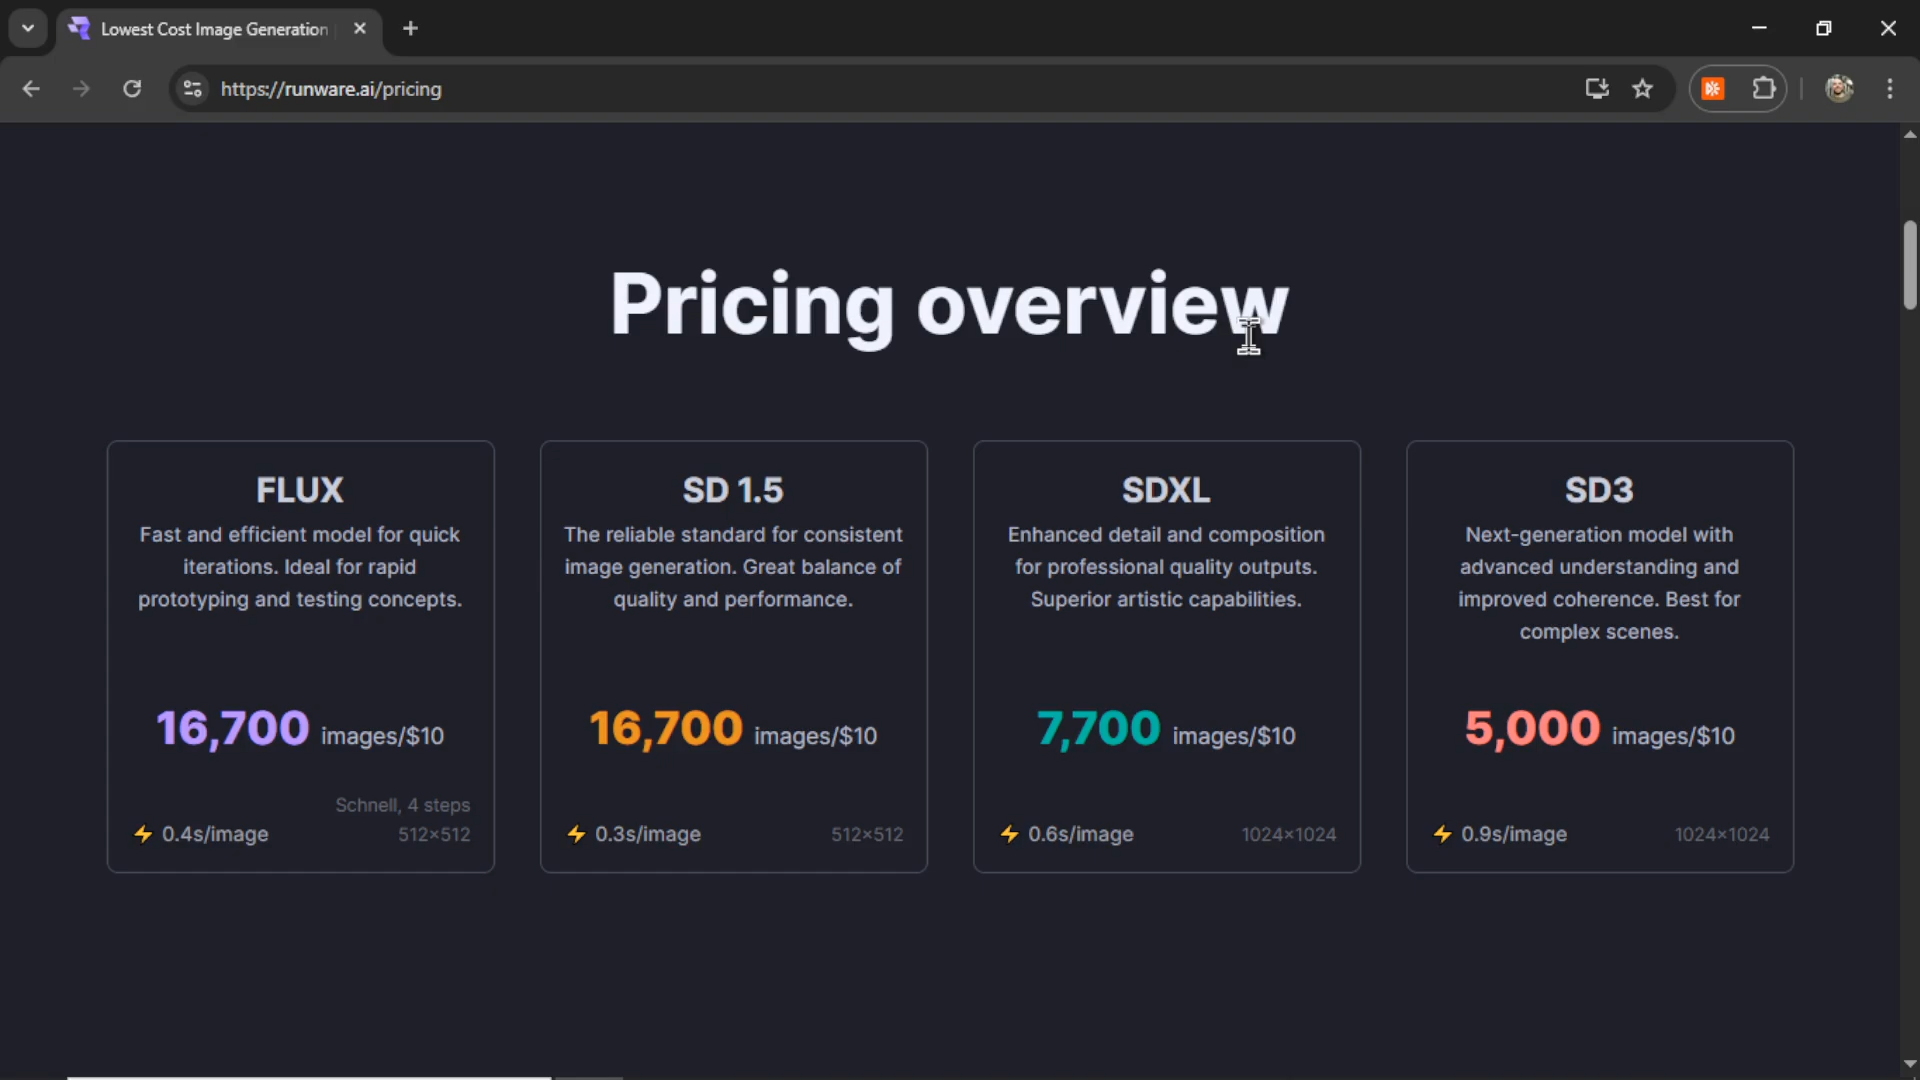 Lowest Cost Image Generation
https://runware.ai/pricing
Pricing overview
FLUX
Fast and efficient model for quick
iterations. Ideal for rapid
prototyping and testing concepts.
16,700 images/$10
Schnell, 4 steps
0.4s/image 512×512
SD 1.5
The reliable standard for consistent
image generation. Great balance of
quality and performance.
16,700 images/$10
0.3s/image 512×512
SDXL
Enhanced detail and composition
for professional quality outputs.
Superior artistic capabilities.
7,700 images/$10
0.6s/image 1024×1024
SD3
Next-generation model with
advanced understanding and
improved coherence. Best for
complex scenes.
5,000 images/$10
0.9s/image 1024×1024